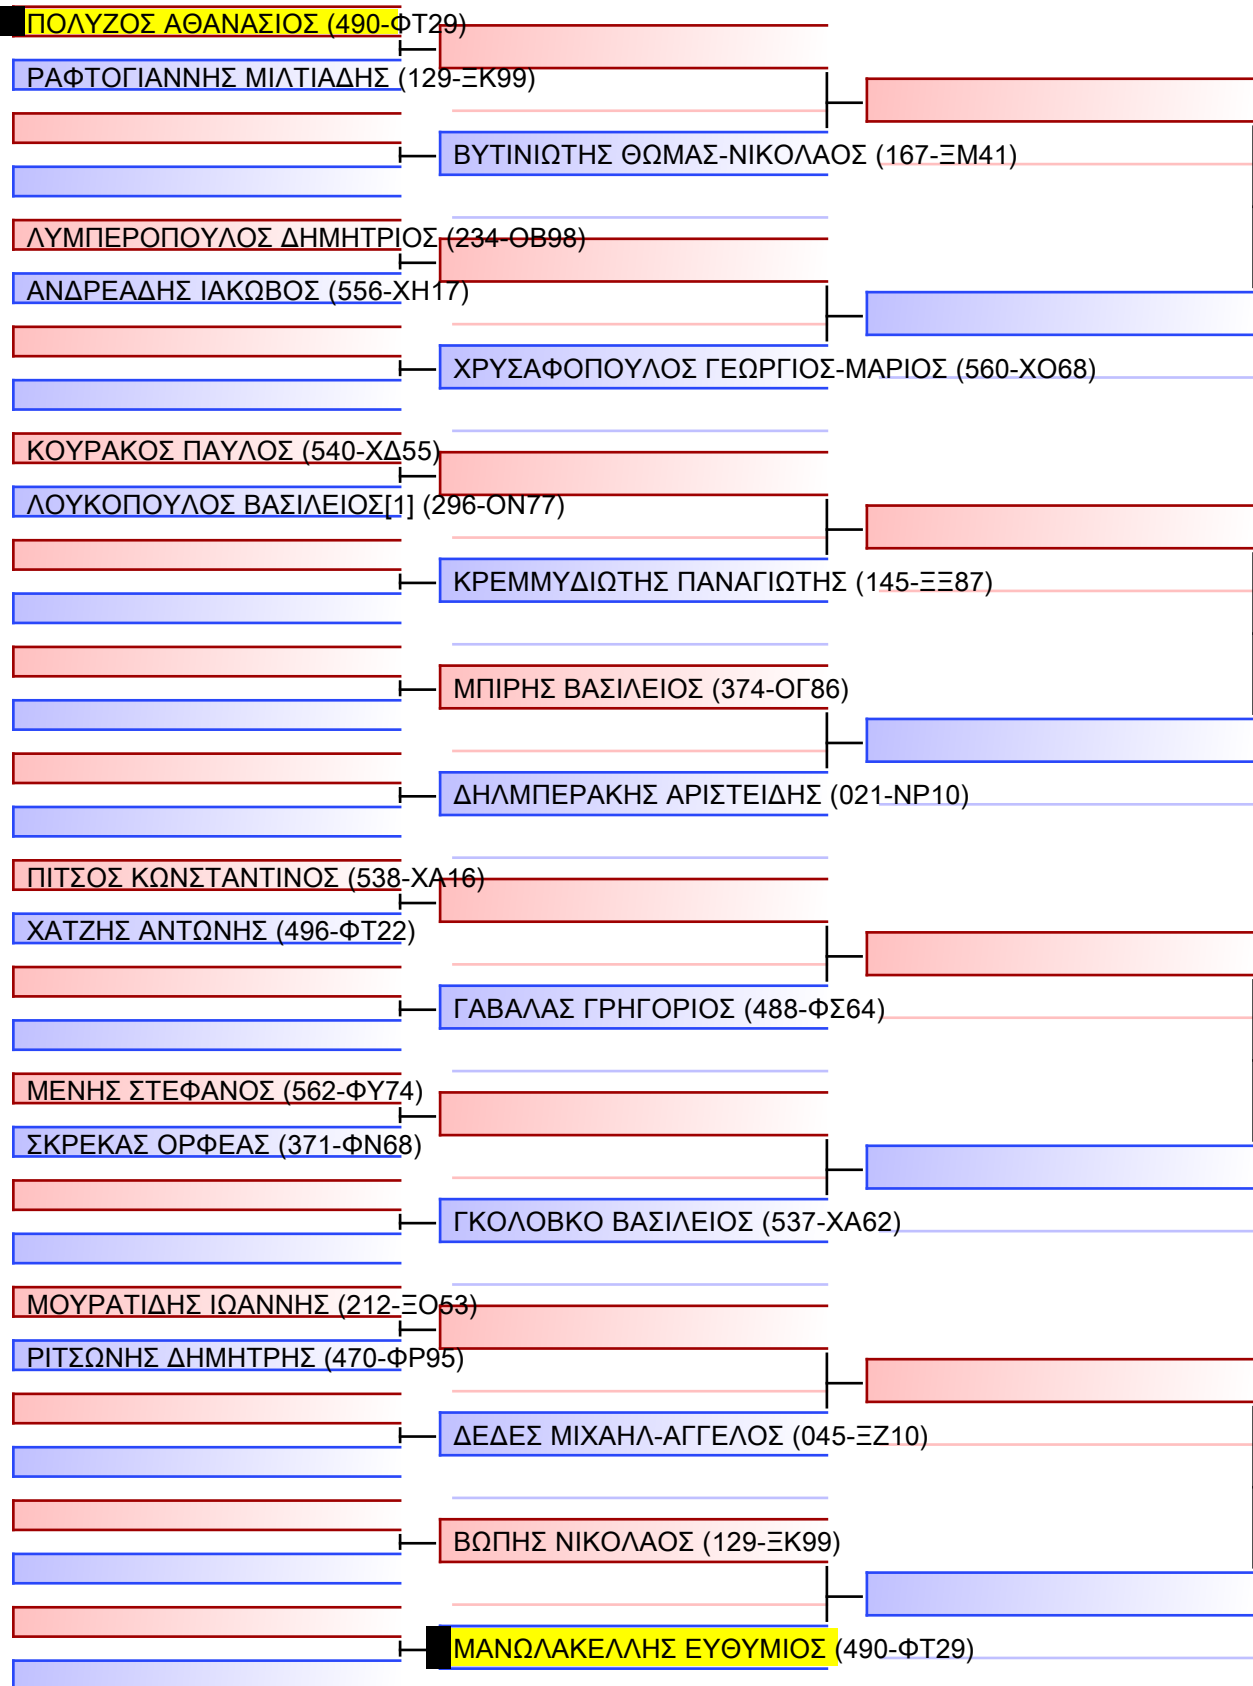 ΠΟΛΥΖΟΣ ΑΘΑΝΑΣΙΟΣ (490-ΦΤ29)
ΡΑΦΤΟΓΙΑΝΝΗΣ ΜΙΛΤΙΑΔΗΣ (129-ΞΚ99)
ΒΥΤΙΝΙΩΤΗΣ ΘΩΜΑΣ-ΝΙΚΟΛΑΟΣ (167-ΞΜ41)
ΛΥΜΠΕΡΟΠΟΥΛΟΣ ΔΗΜΗΤΡΙΟΣ (234-ΟΒ98)
ΑΝΔΡΕΑΔΗΣ ΙΑΚΩΒΟΣ (556-ΧΗ17)
ΧΡΥΣΑΦΟΠΟΥΛΟΣ ΓΕΩΡΓΙΟΣ-ΜΑΡΙΟΣ (560-ΧΟ68)
ΚΟΥΡΑΚΟΣ ΠΑΥΛΟΣ (540-ΧΔ55)
ΛΟΥΚΟΠΟΥΛΟΣ ΒΑΣΙΛΕΙΟΣ[1] (296-ΟΝ77)
ΚΡΕΜΜΥΔΙΩΤΗΣ ΠΑΝΑΓΙΩΤΗΣ (145-ΞΞ87)
ΜΠΙΡΗΣ ΒΑΣΙΛΕΙΟΣ (374-ΟΓ86)
ΔΗΛΜΠΕΡΑΚΗΣ ΑΡΙΣΤΕΙΔΗΣ (021-ΝΡ10)
ΠΙΤΣΟΣ ΚΩΝΣΤΑΝΤΙΝΟΣ (538-ΧΑ16)
ΧΑΤΖΗΣ ΑΝΤΩΝΗΣ (496-ΦΤ22)
ΓΑΒΑΛΑΣ ΓΡΗΓΟΡΙΟΣ (488-ΦΣ64)
ΜΕΝΗΣ ΣΤΕΦΑΝΟΣ (562-ΦΥ74)
ΣΚΡΕΚΑΣ ΟΡΦΕΑΣ (371-ΦΝ68)
ΓΚΟΛΟΒΚΟ ΒΑΣΙΛΕΙΟΣ (537-ΧΑ62)
ΜΟΥΡΑΤΙΔΗΣ ΙΩΑΝΝΗΣ (212-ΞΟ53)
ΡΙΤΣΩΝΗΣ ΔΗΜΗΤΡΗΣ (470-ΦΡ95)
ΔΕΔΕΣ ΜΙΧΑΗΛ-ΑΓΓΕΛΟΣ (045-ΞΖ10)
ΒΩΠΗΣ ΝΙΚΟΛΑΟΣ (129-ΞΚ99)
ΜΑΝΩΛΑΚΕΛΛΗΣ ΕΥΘΥΜΙΟΣ (490-ΦΤ29)